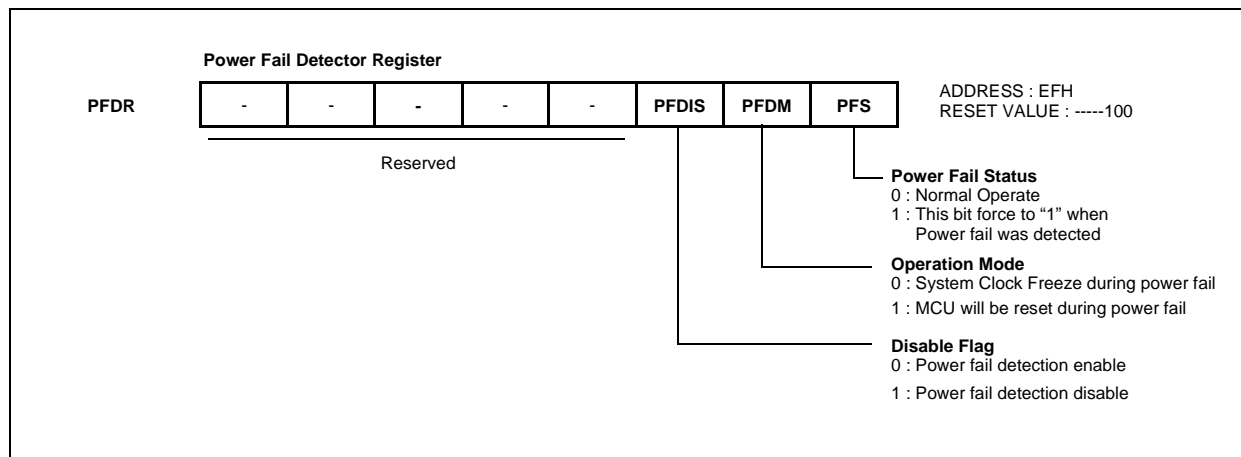 Power Fail Detector Register
PFDR - - - - - PFDIS PFDM PFS
ADDRESS : EFH
RESET VALUE : -----100
Reserved
Power Fail Status
0 : Normal Operate
1 : This bit force to “1” when
Power fail was detected
Operation Mode
0 : System Clock Freeze during power fail
1 : MCU will be reset during power fail
Disable Flag
0 : Power fail detection enable
1 : Power fail detection disable